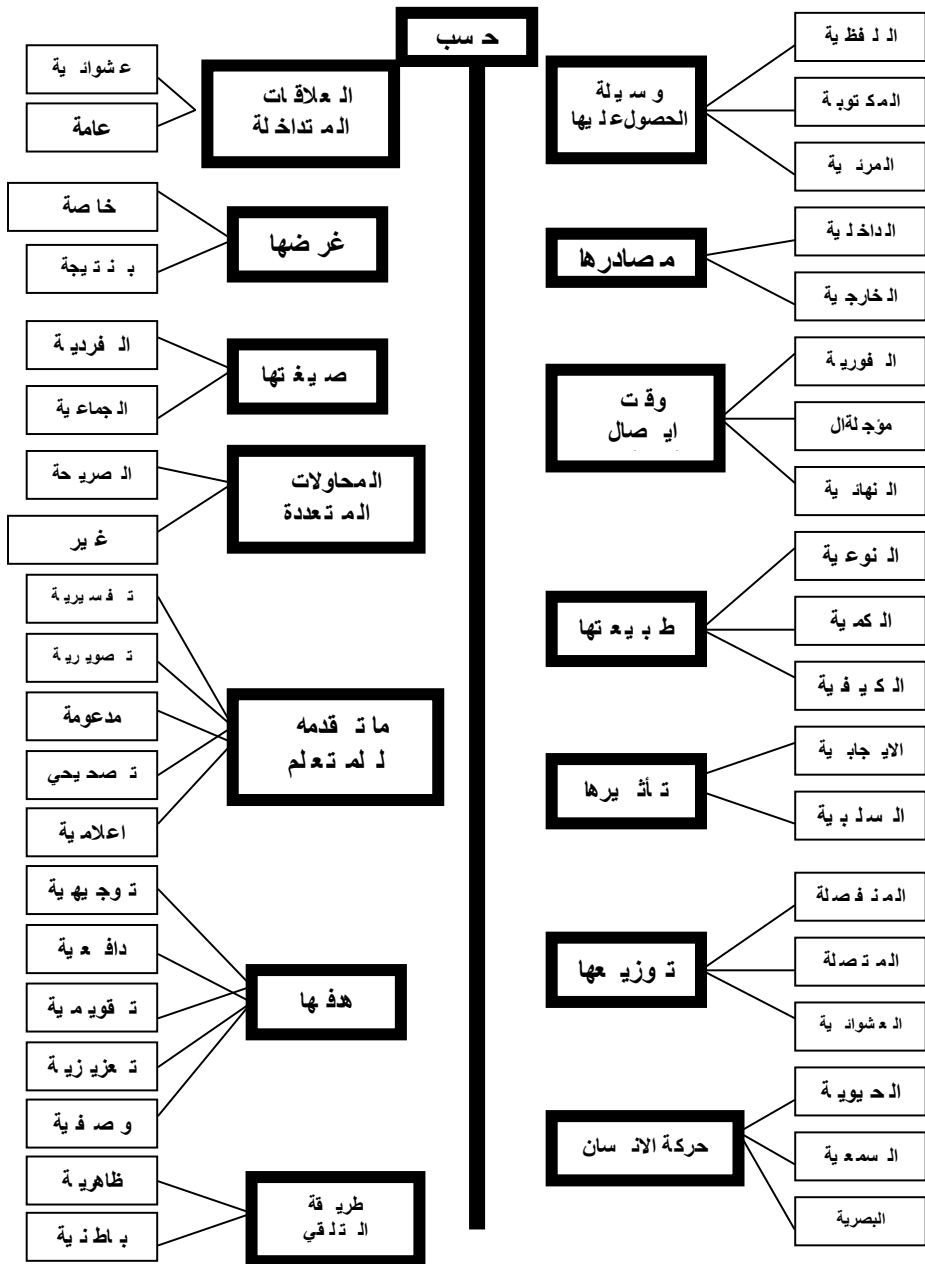 حسب
وسيلة
الحصول عليها
اللفظية
المكتوبة
المرئية
مصادرها
الداخلية
الخارجية
وقت
ايصال
الفورية
مؤجلةال
النهائية
طبيعتها
النوعية
الكمية
الكيفية
تأثيرها
الايجابية
السلبية
توزيعها
المنفصلة
المتصلة
العشوائية
حركة الانسان
الحيوية
السمعية
البصرية
العلاقات
المتداخلة
عشوائية
عامة
غرضها
خاصة
بنتيجة
صيغتها
الفردية
الجماعية
المحاولات
المتعددة
الصريحة
غير
ماتقدمه
للمتعلم
تفسيرية
تصويرية
مدعومة
تصحيحي
اعلامية
هدفها
توجيهية
دافعية
تقويمية
تعزيزية
وصفية
طريقة
التلقي
ظاهرية
باطنية